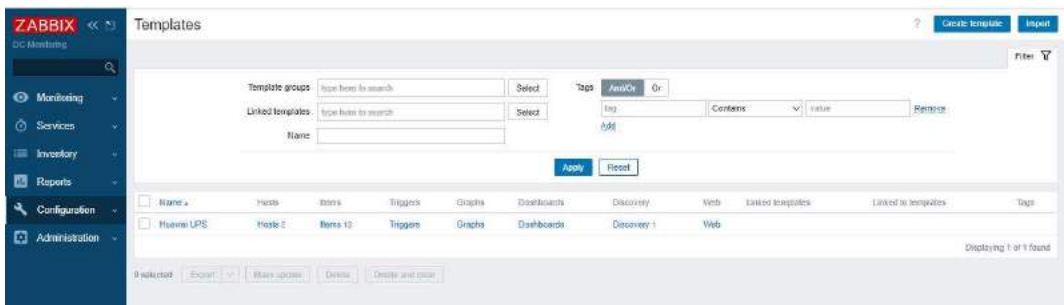 ZABBIX
Templates
?
Create template
Import
DC Monitoring
Filter
Template groups
type here to search
Select
Tags
And/Or
Or
Linked templates
type here to search
Select
tag
Contains
value
Remove
Name
Add
Apply
Reset
Monitoring
Services
Inventory
Reports
Configuration
Administration
Name
Hosts
Items
Triggers
Graphs
Dashboards
Discovery
Web
Linked templates
Linked to templates
Tags
Huawei UPS
Hosts 2
Items 13
Triggers
Graphs
Dashboards
Discovery 1
Web
Displaying 1 of 1 found
0 selected
Export
Mass update
Delete
Delete and clear